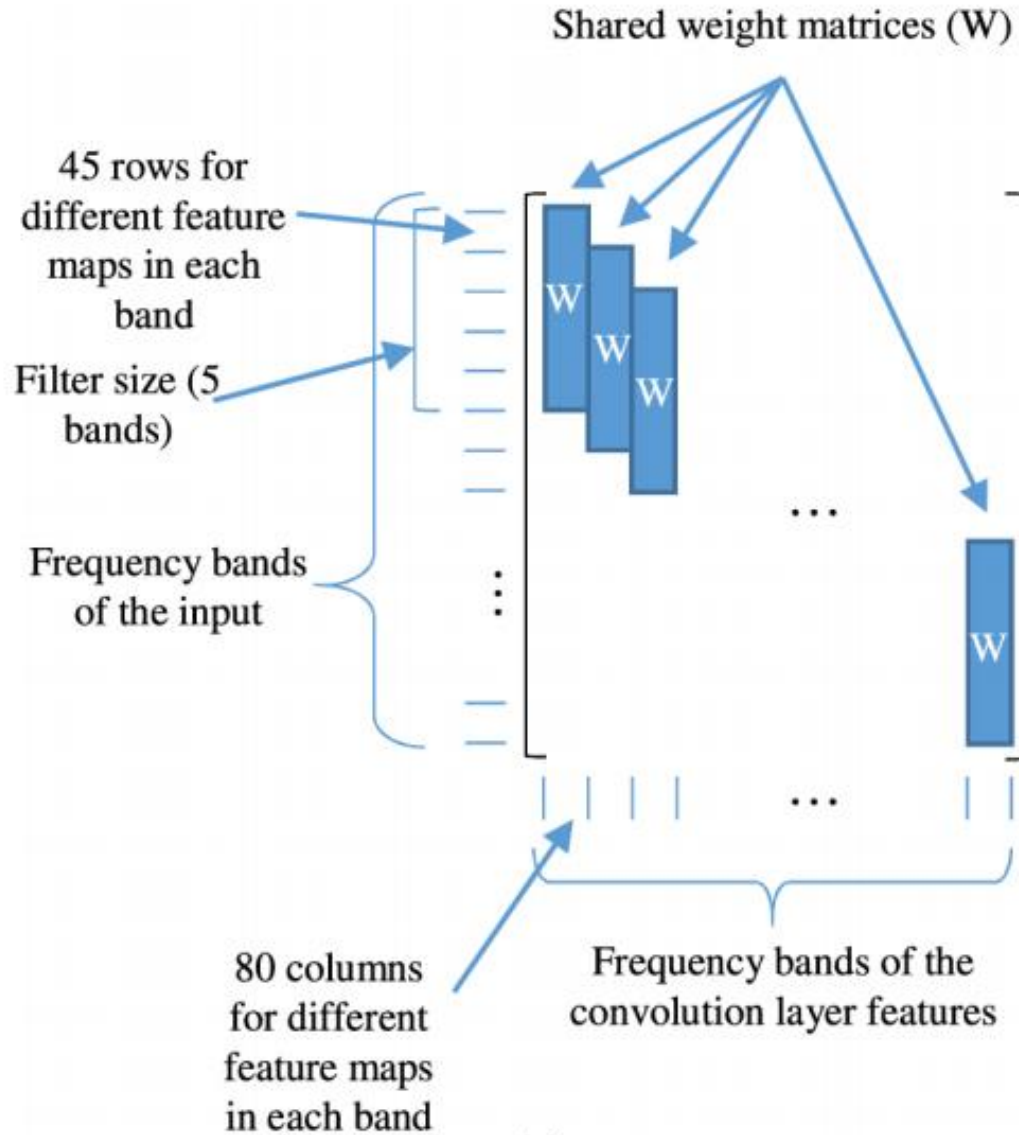 Shared weight matrices (W)
45 rows for
different feature
maps in each
band
Filter size (5
bands)
W
W
W
...
Frequency bands
of the input
⋮
W
...
80 columns
for different
feature maps
in each band
Frequency bands of the
convolution layer features